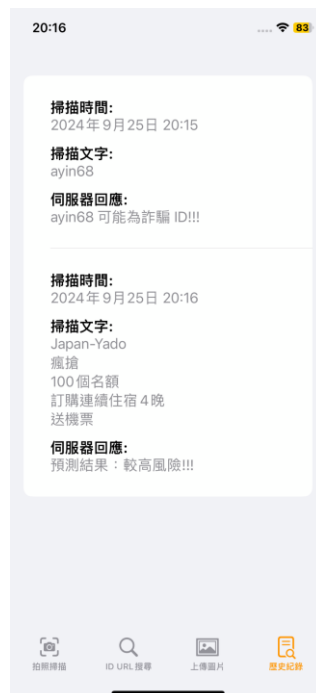 20:16
83
掃描時間:
2024年9月25日 20:15
掃描文字:
ayin68
伺服器回應:
ayin68 可能為詐騙 ID!!!
掃描時間:
2024年9月25日 20:16
掃描文字:
Japan-Yado
瘋搶
100個名額
訂購連續住宿4晚
送機票
伺服器回應:
預測結果：較高風險!!!
拍照掃描 ID URL 搜尋 上傳圖片 歷史紀錄